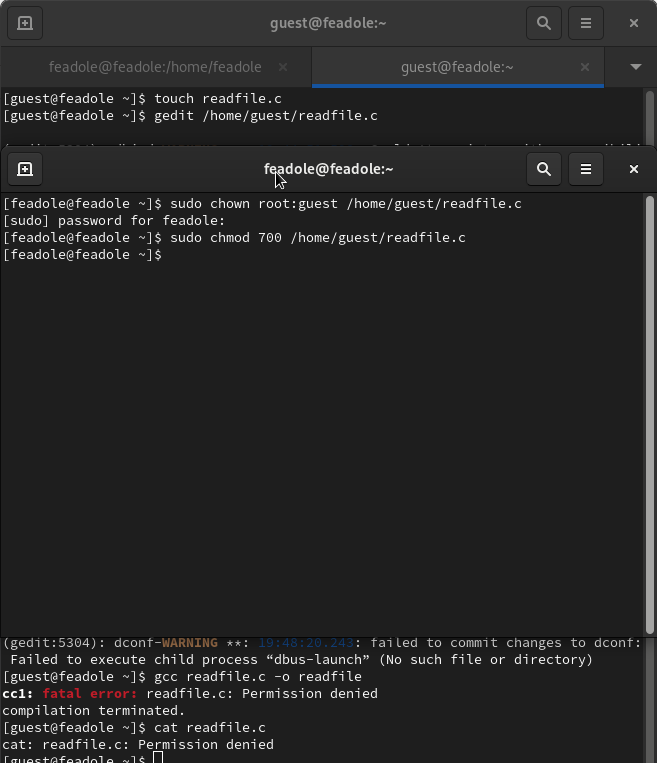 guest@feadole:~
feadole@feadole:/home/feadole
guest@feadole:~
[guest@feadole ~]$ touch readfile.c
[guest@feadole ~]$ gedit /home/guest/readfile.c
feadole@feadole:~
[feadole@feadole ~]$ sudo chown root:guest /home/guest/readfile.c
[sudo] password for feadole:
[feadole@feadole ~]$ sudo chmod 700 /home/guest/readfile.c
[feadole@feadole ~]$
(gedit:5304): dconf-WARNING **: 19:48:20.243: failed to commit changes to dconf:
Failed to execute child process “dbus-launch” (No such file or directory)
[guest@feadole ~]$ gcc readfile.c -o readfile
cc1: fatal error: readfile.c: Permission denied
compilation terminated.
[guest@feadole ~]$ cat readfile.c
cat: readfile.c: Permission denied
[guest@feadole ~]$